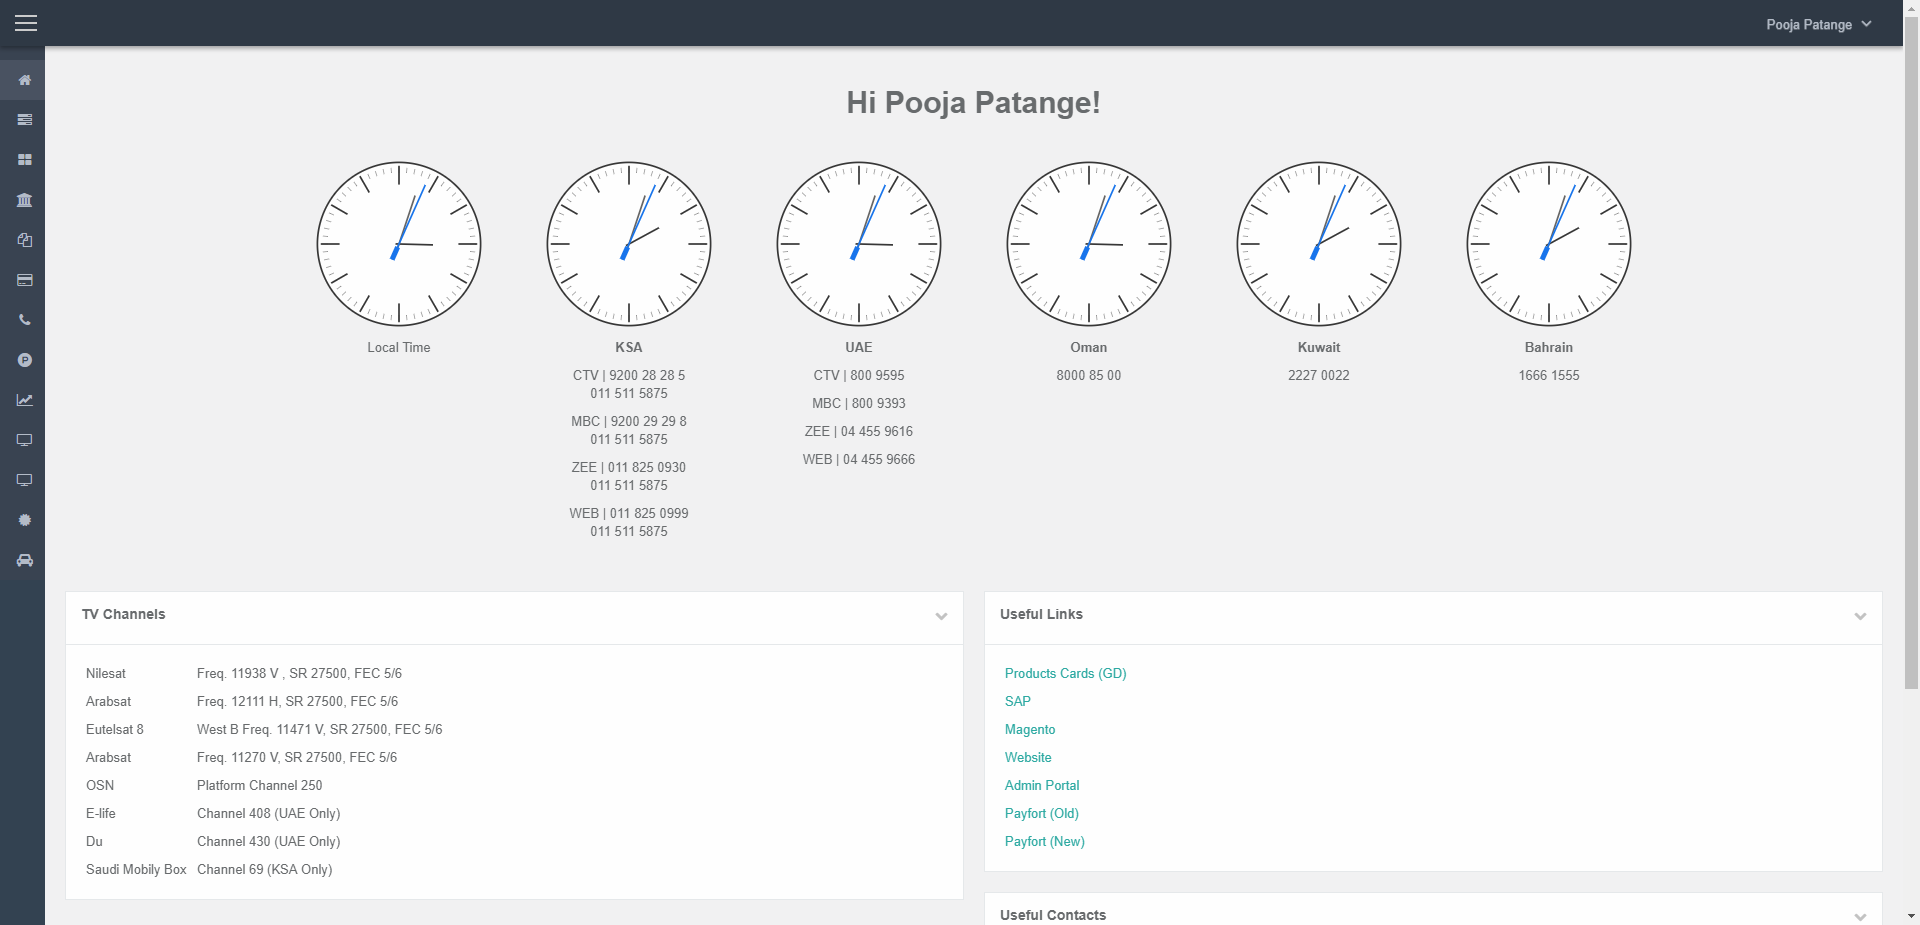 Pooja Patange
Hi Pooja Patange!
Local Time
KSA
CTV | 9200 28 28 5
011 511 5875
MBC | 9200 29 29 8
011 511 5875
ZEE | 011 825 0930
011 511 5875
WEB | 011 825 0999
011 511 5875
UAE
CTV | 800 9595
MBC | 800 9393
ZEE | 04 455 9616
WEB | 04 455 9666
Oman
8000 85 00
Kuwait
2227 0022
Bahrain
1666 1555
TV Channels
Nilesat Freq. 11938 V , SR 27500, FEC 5/6
Arabsat Freq. 12111 H, SR 27500, FEC 5/6
Eutelsat 8 West B Freq. 11471 V, SR 27500, FEC 5/6
Arabsat Freq. 11270 V, SR 27500, FEC 5/6
OSN Platform Channel 250
E-life Channel 408 (UAE Only)
Du Channel 430 (UAE Only)
Saudi Mobily Box Channel 69 (KSA Only)
Useful Links
Products Cards (GD)
SAP
Magento
Website
Admin Portal
Payfort (Old)
Payfort (New)
Useful Contacts